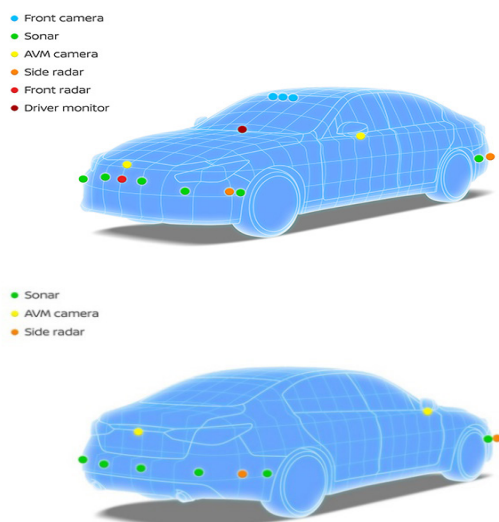 Front camera
Sonar
AVM camera
Side radar
Front radar
Driver monitor
Sonar
AVM camera
Side radar